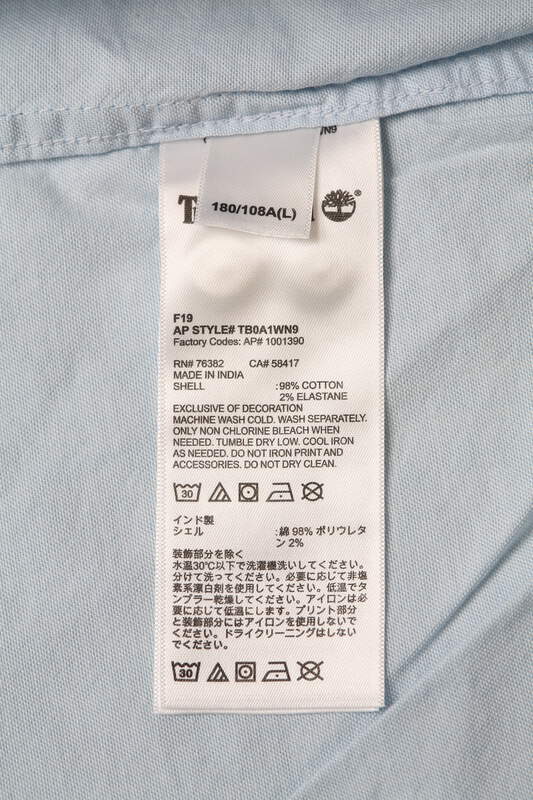 /N9
180/108A(L)
T
®
F19
AP STYLE# TB0A1WN9
Factory Codes: AP# 1001390
RN# 76382 CA# 58417
MADE IN INDIA
SHELL :98% COTTON
2% ELASTANE
EXCLUSIVE OF DECORATION
MACHINE WASH COLD. WASH SEPARATELY.
ONLY NON CHLORINE BLEACH WHEN
NEEDED. TUMBLE DRY LOW. COOL IRON
AS NEEDED. DO NOT IRON PRINT AND
ACCESSORIES. DO NOT DRY CLEAN.
30
インド製
シェル :綿 98% ポリウレタ
ン 2%
装飾部分を除く
水温30℃以下で洗濯機洗いしてください。
分けて洗ってください。必要に応じて非塩
素系漂白剤を使用してください。低温でタ
ンブラー乾燥してください。アイロンは必
要に応じて低温にします。プリント部分
と装飾部分にはアイロンを使用しないで
ください。ドライクリーニングはしない
でください。
30